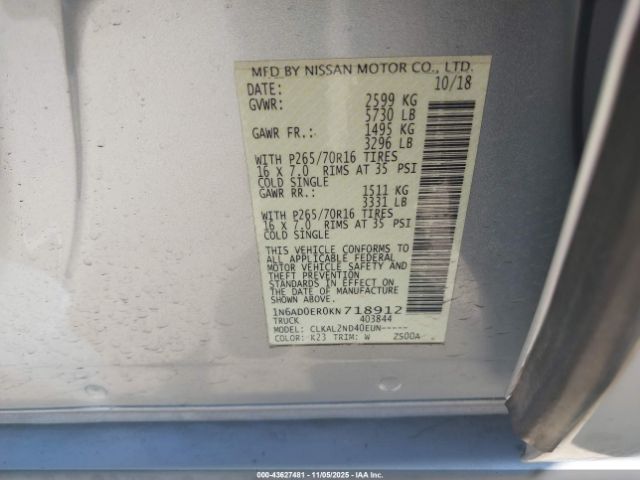 MFD BY NISSAN MOTOR CO., LTD.
DATE: 10/18
GVWR: 2599 KG
5730 LB
GAWR FR.: 1495 KG
3296 LB
WITH P265/70R16 TIRES
16 X 7.0 RIMS AT 35 PSI
COLD SINGLE
GAWR RR.: 1511 KG
3331 LB
WITH P265/70R16 TIRES
16 X 7.0 RIMS AT 35 PSI
COLD SINGLE
THIS VEHICLE CONFORMS TO
ALL APPLICABLE FEDERAL
MOTOR VEHICLE SAFETY AND
THEFT PREVENTION
STANDARDS IN EFFECT ON THE
DATE OF MANUFACTURE
SHOWN ABOVE.
1N6AD0ER0KN718912
TRUCK 403844
MODEL: CLKAL2ND40EUN-----
COLOR: K23 TRIM: W 2500A
000-43627481 - 11/05/2025 - IAA Inc.